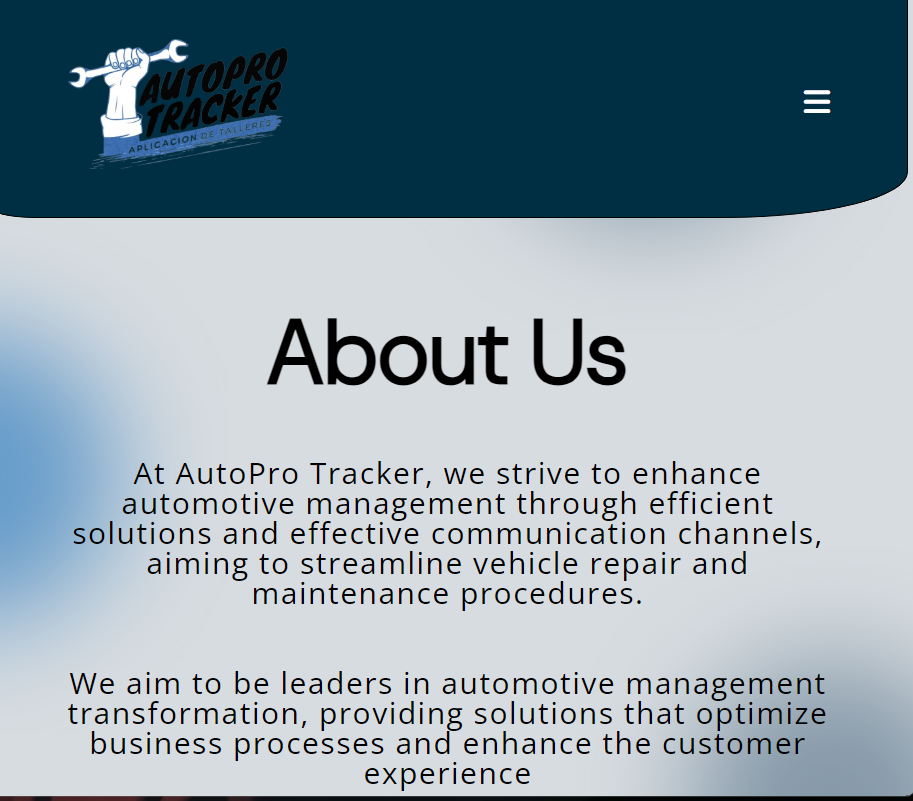 AUTOPRO
TRACKER
APLICACION DE TALLERES
About Us
At AutoPro Tracker, we strive to enhance
automotive management through efficient
solutions and effective communication channels,
aiming to streamline vehicle repair and
maintenance procedures.
We aim to be leaders in automotive management
transformation, providing solutions that optimize
business processes and enhance the customer
experience